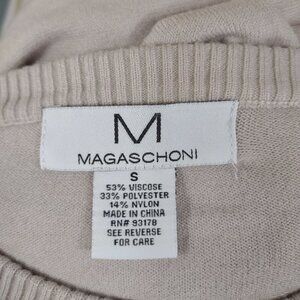 M
MAGASCHONI
S
53% VISCOSE
33% POLYESTER
14% NYLON
MADE IN CHINA
RN# 93178
SEE REVERSE
FOR CARE